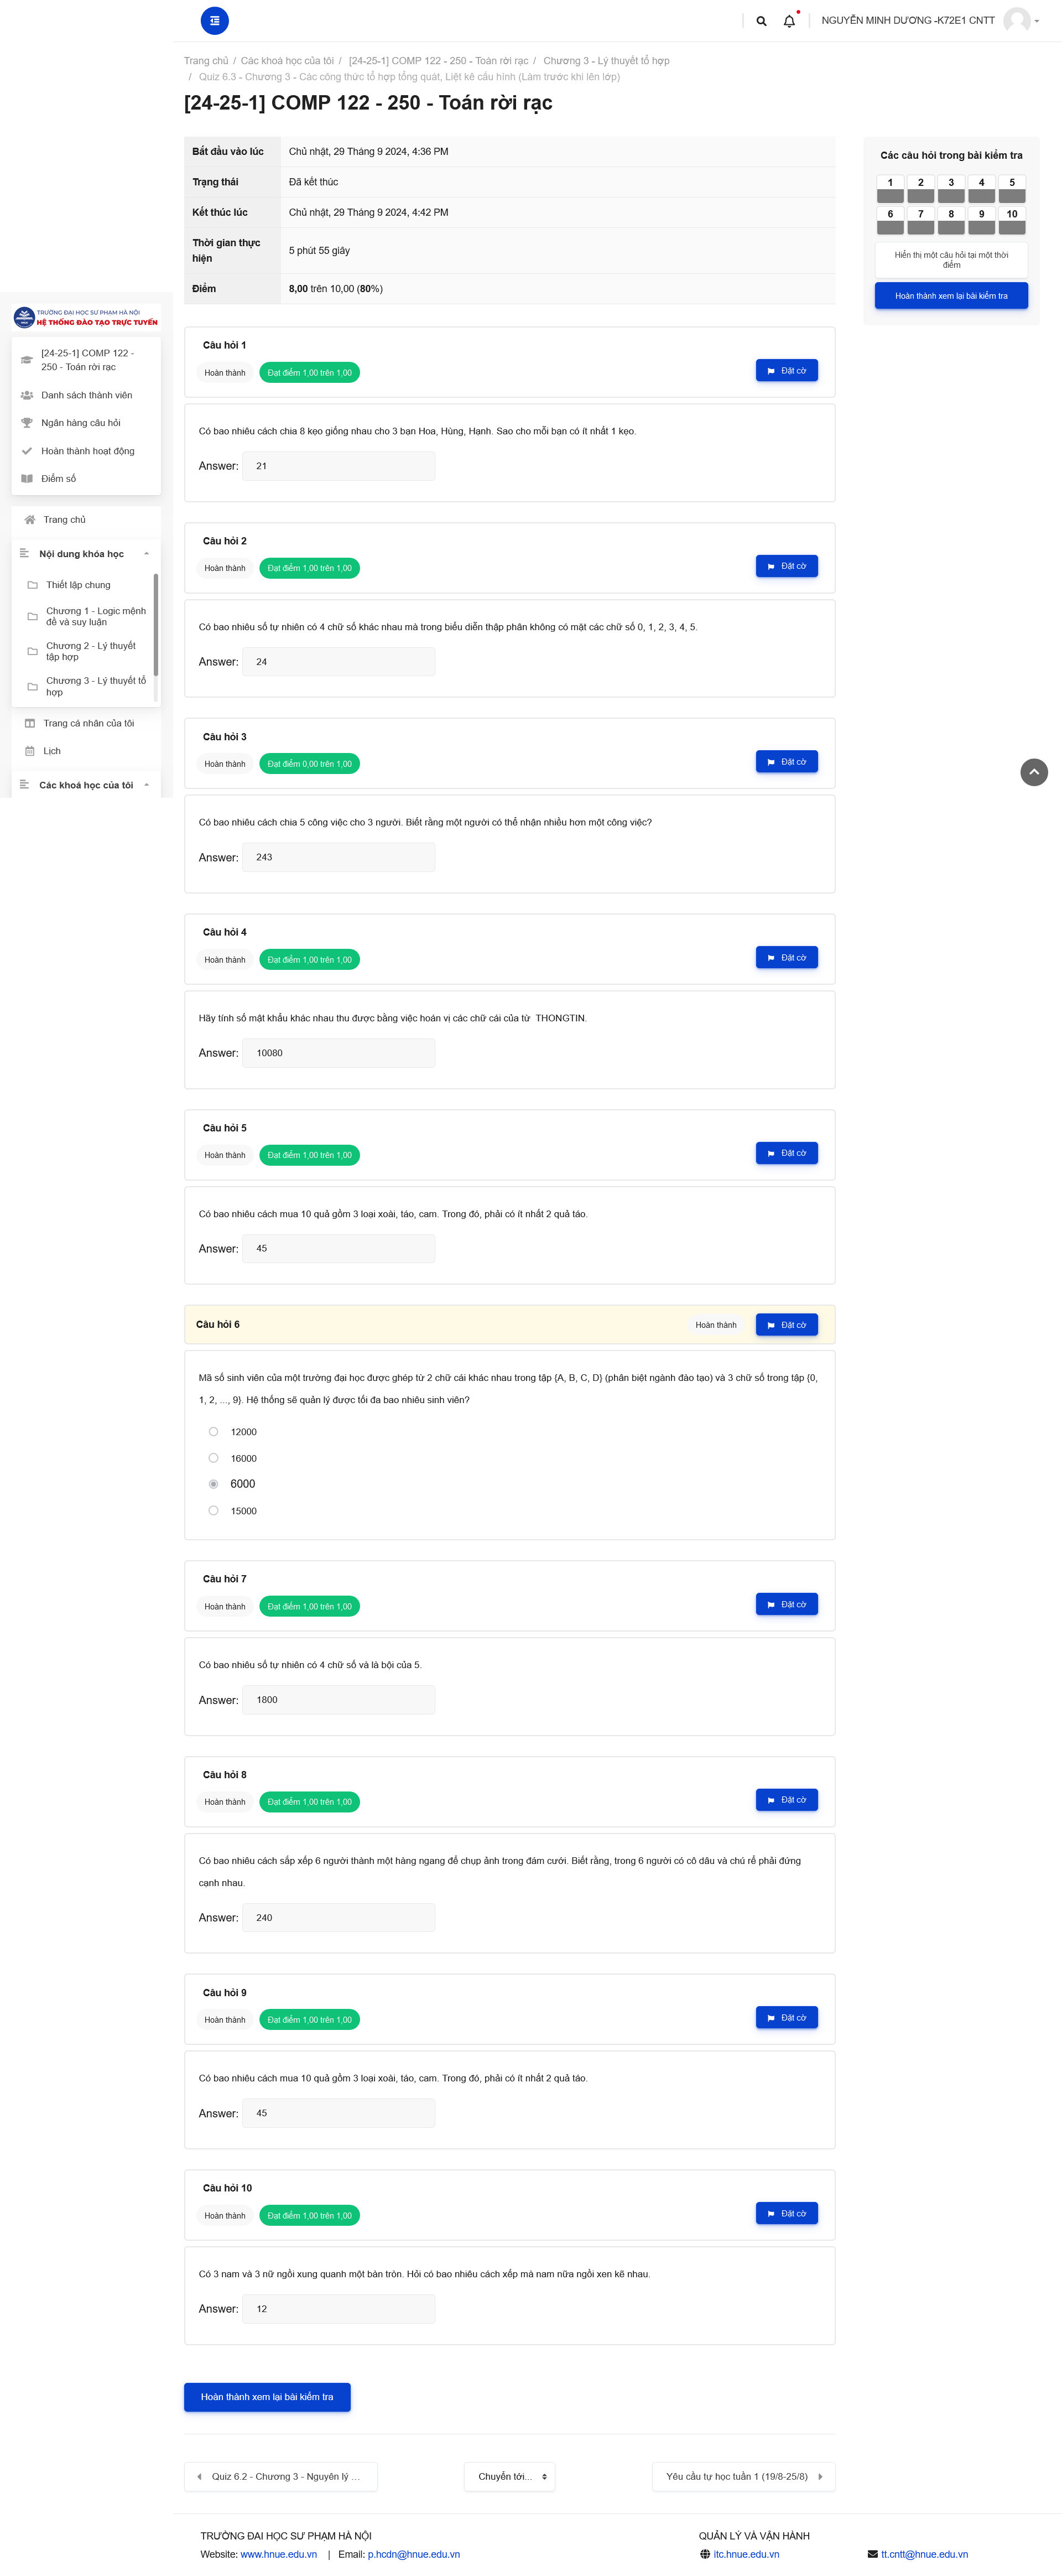 NGUYỄN MINH DƯƠNG -K72E1 CNTT
Trang chủ / Các khoá học của tôi / [24-25-1] COMP 122 - 250 - Toán rời rạc / Chương 3 - Lý thuyết tổ hợp
/ Quiz 6.3 - Chương 3 - Các công thức tổ hợp tổng quát, Liệt kê cấu hình (Làm trước khi lên lớp)
[24-25-1] COMP 122 - 250 - Toán rời rạc
Bắt đầu vào lúc Chủ nhật, 29 Tháng 9 2024, 4:36 PM
Trạng thái Đã kết thúc
Kết thúc lúc Chủ nhật, 29 Tháng 9 2024, 4:42 PM
Thời gian thực
hiện
5 phút 55 giây
Điểm 8,00 trên 10,00 (80%)
Các câu hỏi trong bài kiểm tra
1 2 3 4 5
6 7 8 9 10
Hiển thị một câu hỏi tại một thời
điểm
Hoàn thành xem lại bài kiểm tra
TRƯỜNG ĐẠI HỌC SƯ PHẠM HÀ NỘI
HỆ THỐNG ĐÀO TẠO TRỰC TUYẾN
[24-25-1] COMP 122 -
250 - Toán rời rạc
Danh sách thành viên
Ngân hàng câu hỏi
Hoàn thành hoạt động
Điểm số
Trang chủ
Nội dung khóa học
Thiết lập chung
Chương 1 - Logic mệnh
đề và suy luận
Chương 2 - Lý thuyết
tập hợp
Chương 3 - Lý thuyết tổ
hợp
Trang cá nhân của tôi
Lịch
Các khoá học của tôi
Câu hỏi 1
Hoàn thành Đạt điểm 1,00 trên 1,00 Đặt cờ
Có bao nhiêu cách chia 8 kẹo giống nhau cho 3 bạn Hoa, Hùng, Hạnh. Sao cho mỗi bạn có ít nhất 1 kẹo.
Answer: 21
Câu hỏi 2
Hoàn thành Đạt điểm 1,00 trên 1,00 Đặt cờ
Có bao nhiêu số tự nhiên có 4 chữ số khác nhau mà trong biểu diễn thập phân không có mặt các chữ số 0, 1, 2, 3, 4, 5.
Answer: 24
Câu hỏi 3
Hoàn thành Đạt điểm 0,00 trên 1,00 Đặt cờ
Có bao nhiêu cách chia 5 công việc cho 3 người. Biết rằng một người có thể nhận nhiều hơn một công việc?
Answer: 243
Câu hỏi 4
Hoàn thành Đạt điểm 1,00 trên 1,00 Đặt cờ
Hãy tính số mật khẩu khác nhau thu được bằng việc hoán vị các chữ cái của từ THONGTIN.
Answer: 10080
Câu hỏi 5
Hoàn thành Đạt điểm 1,00 trên 1,00 Đặt cờ
Có bao nhiêu cách mua 10 quả gồm 3 loại xoài, táo, cam. Trong đó, phải có ít nhất 2 quả táo.
Answer: 45
Câu hỏi 6 Hoàn thành Đặt cờ
Mã số sinh viên của một trường đại học được ghép từ 2 chữ cái khác nhau trong tập {A, B, C, D} (phân biệt ngành đào tạo) và 3 chữ số trong tập {0,
1, 2, ..., 9}. Hệ thống sẽ quản lý được tối đa bao nhiêu sinh viên?
12000
16000
6000
15000
Câu hỏi 7
Hoàn thành Đạt điểm 1,00 trên 1,00 Đặt cờ
Có bao nhiêu số tự nhiên có 4 chữ số và là bội của 5.
Answer: 1800
Câu hỏi 8
Hoàn thành Đạt điểm 1,00 trên 1,00 Đặt cờ
Có bao nhiêu cách sắp xếp 6 người thành một hàng ngang để chụp ảnh trong đám cưới. Biết rằng, trong 6 người có cô dâu và chú rể phải đứng
cạnh nhau.
Answer: 240
Câu hỏi 9
Hoàn thành Đạt điểm 1,00 trên 1,00 Đặt cờ
Có bao nhiêu cách mua 10 quả gồm 3 loại xoài, táo, cam. Trong đó, phải có ít nhất 2 quả táo.
Answer: 45
Câu hỏi 10
Hoàn thành Đạt điểm 1,00 trên 1,00 Đặt cờ
Có 3 nam và 3 nữ ngồi xung quanh một bàn tròn. Hỏi có bao nhiêu cách xếp mà nam nữa ngồi xen kẽ nhau.
Answer: 12
Hoàn thành xem lại bài kiểm tra
Quiz 6.2 - Chương 3 - Nguyên lý ... Chuyển tới... Yêu cầu tự học tuần 1 (19/8-25/8)
TRƯỜNG ĐẠI HỌC SƯ PHẠM HÀ NỘI QUẢN LÝ VÀ VẬN HÀNH
Website: www.hnue.edu.vn | Email: p.hcdn@hnue.edu.vn itc.hnue.edu.vn tt.cntt@hnue.edu.vn